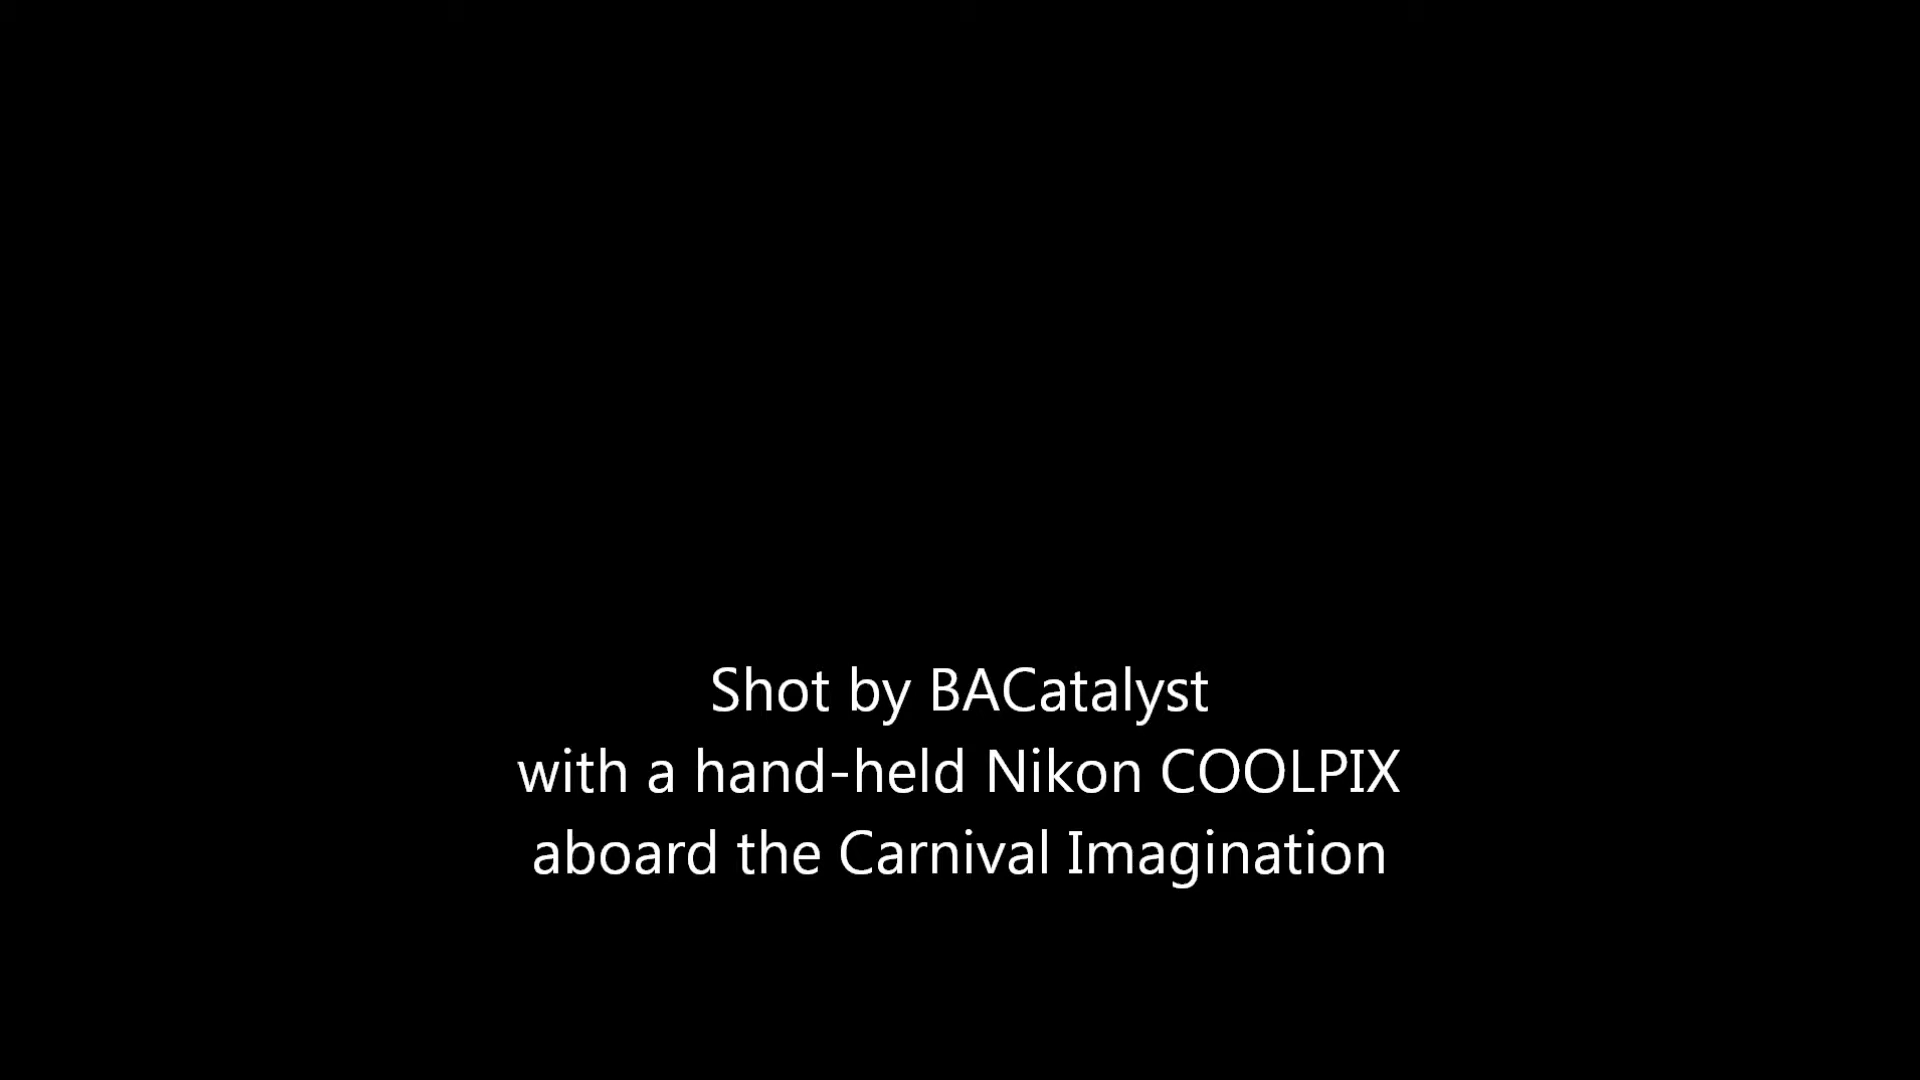 Shot by BACatalyst
with a hand-held Nikon COOLPIX
aboard the Carnival Imagination